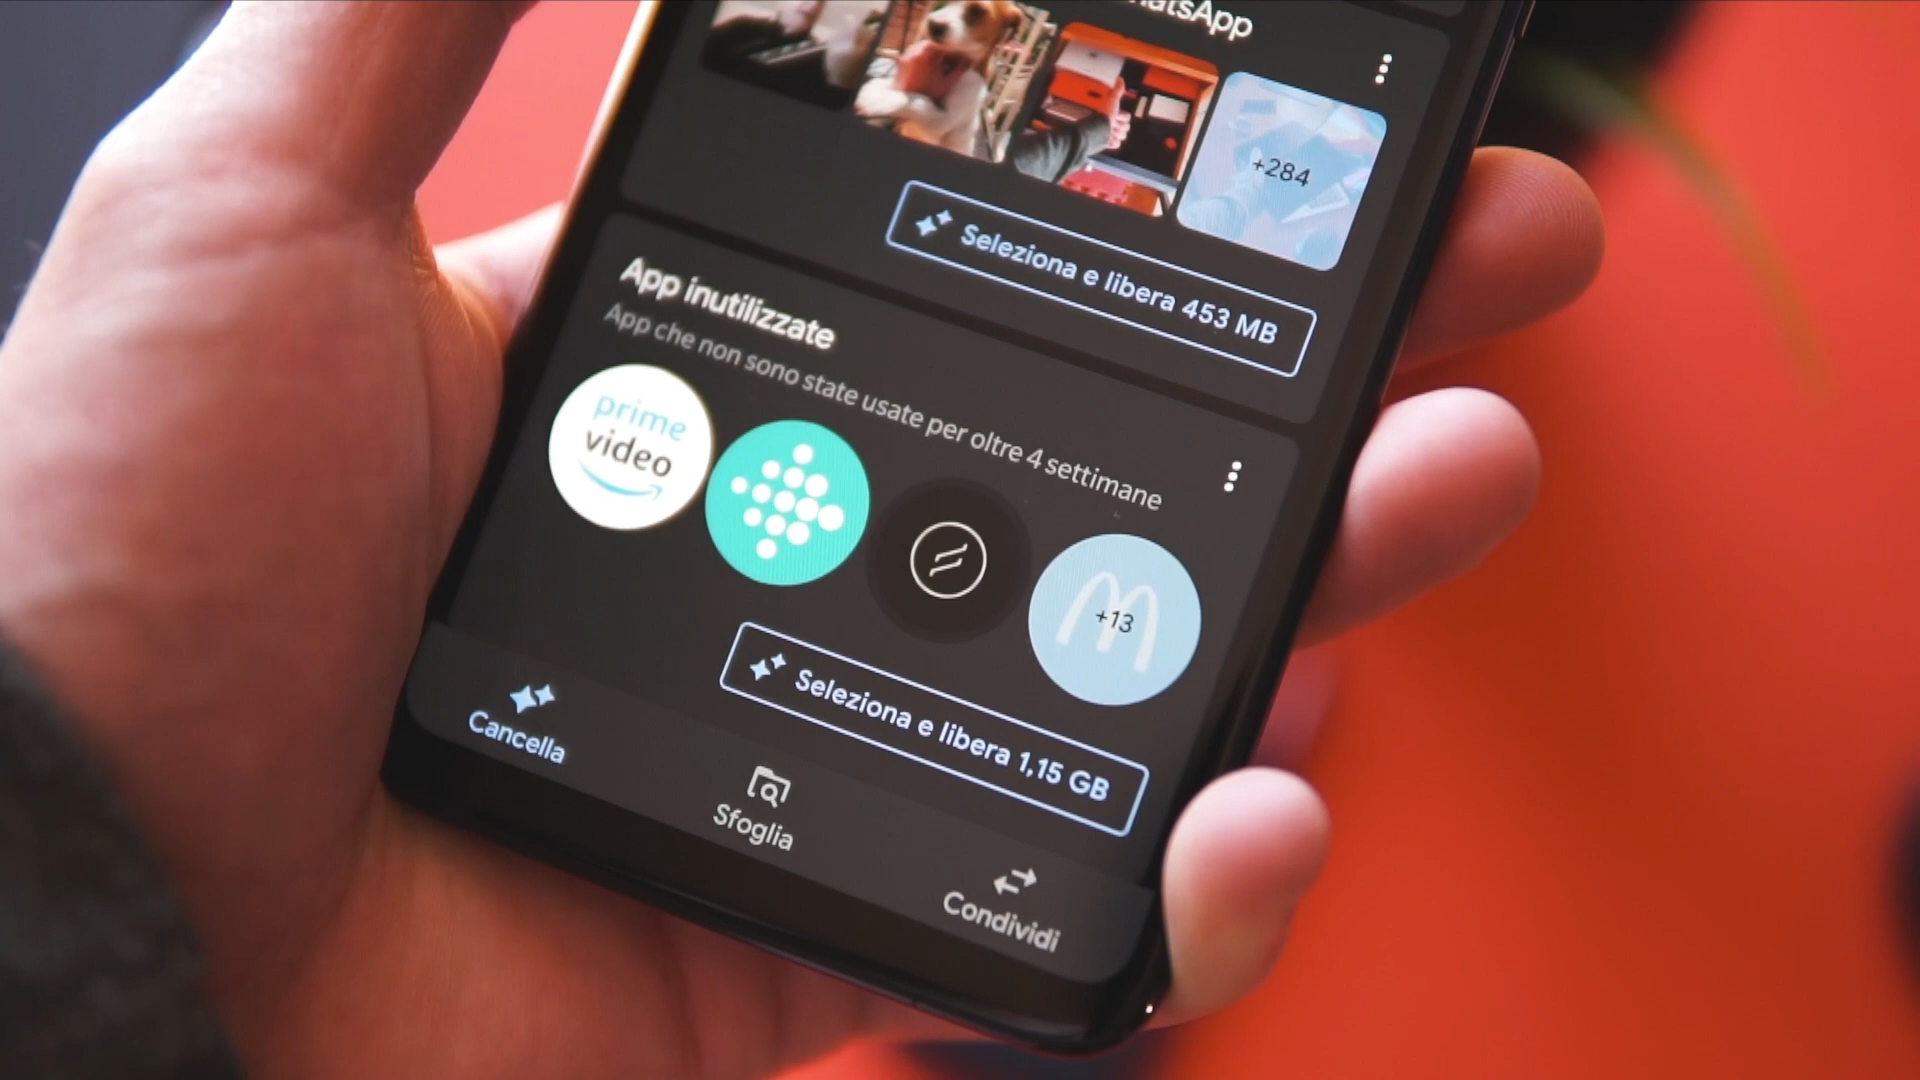 WhatsApp
+284
Seleziona e libera 453 MB
App inutilizzate
App che non sono state usate per oltre 4 settimane
prime
video
+13
Seleziona e libera 1,15 GB
Cancella
Sfoglia
Condividi